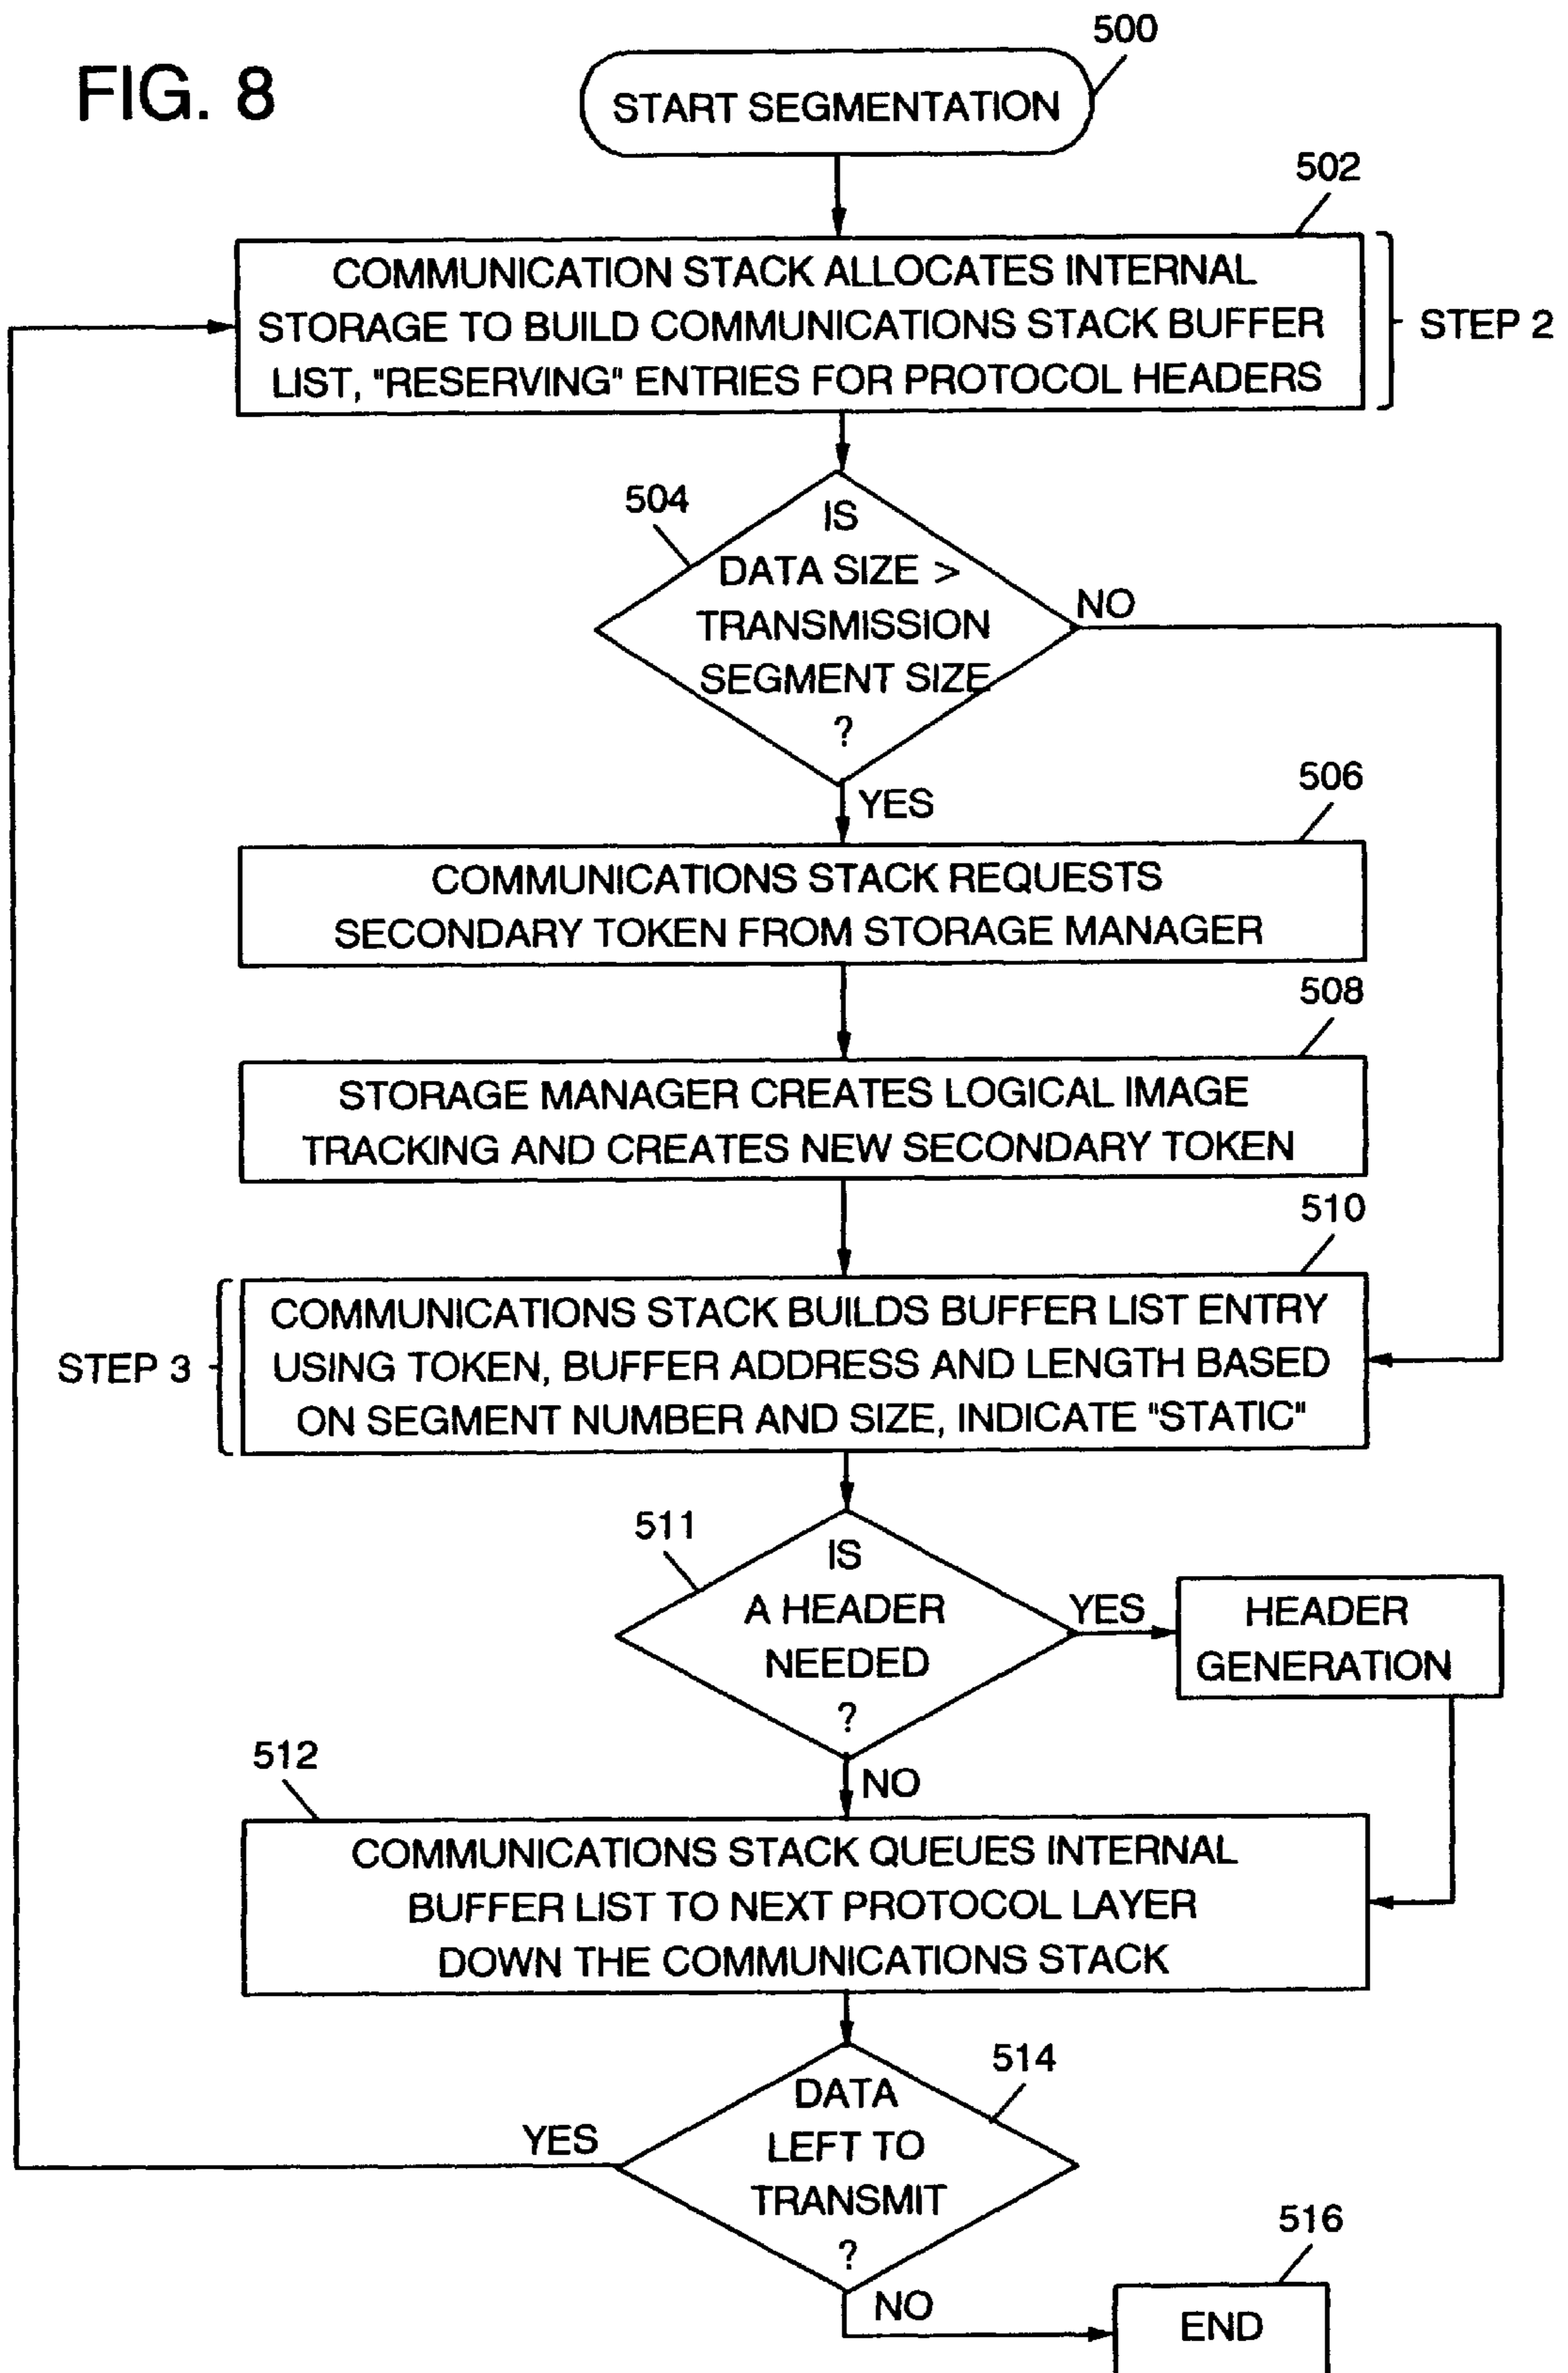 FIG. 8
500
START SEGMENTATION
502
COMMUNICATION STACK ALLOCATES INTERNAL
STORAGE TO BUILD COMMUNICATIONS STACK BUFFER
LIST, "RESERVING" ENTRIES FOR PROTOCOL HEADERS
STEP 2
504
IS
DATA SIZE >
TRANSMISSION
SEGMENT SIZE
?
NO
YES
506
COMMUNICATIONS STACK REQUESTS
SECONDARY TOKEN FROM STORAGE MANAGER
508
STORAGE MANAGER CREATES LOGICAL IMAGE
TRACKING AND CREATES NEW SECONDARY TOKEN
510
STEP 3
COMMUNICATIONS STACK BUILDS BUFFER LIST ENTRY
USING TOKEN, BUFFER ADDRESS AND LENGTH BASED
ON SEGMENT NUMBER AND SIZE, INDICATE "STATIC"
511
IS
A HEADER
NEEDED
?
YES
HEADER
GENERATION
NO
512
COMMUNICATIONS STACK QUEUES INTERNAL
BUFFER LIST TO NEXT PROTOCOL LAYER
DOWN THE COMMUNICATIONS STACK
514
DATA
LEFT TO
TRANSMIT
?
YES
NO
516
END